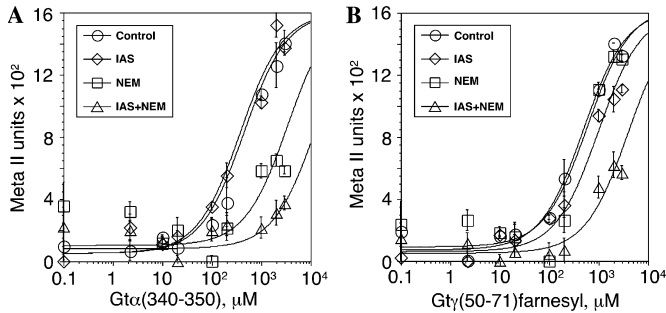 A
Meta II units x 10²
16
12
8
4
0
Control
IAS
NEM
IAS+NEM
0.1
1
10
10²
10³
10⁴
Gtα(340-350), μM
B
Meta II units x 10²
16
12
8
4
0
Control
IAS
NEM
IAS+NEM
0.1
1
10
10²
10³
10⁴
Gtγ(50-71)farnesyl, μM